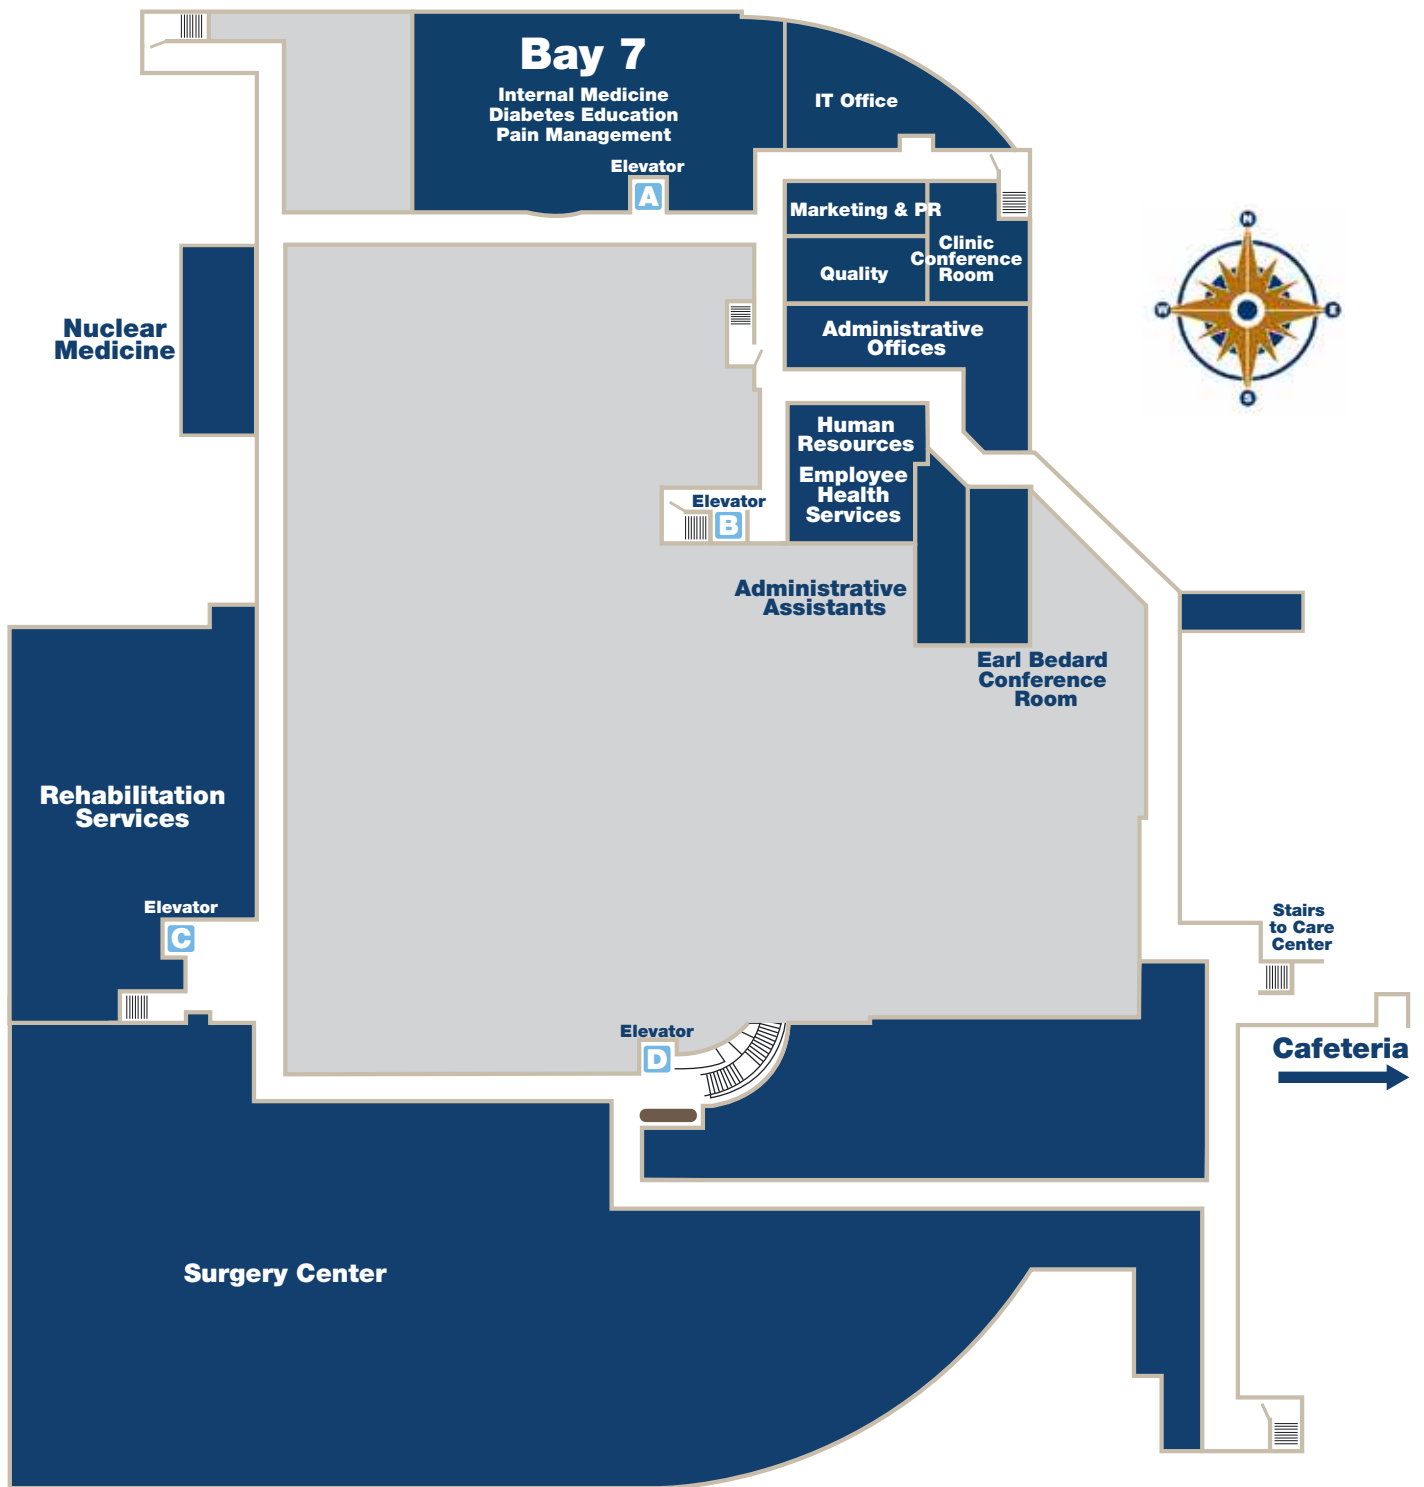 Bay 7
Internal Medicine
Diabetes Education
Pain Management
IT Office
Elevator
A
Marketing & PR
Clinic
Conference
Room
Quality
N
W
E
S
Nuclear
Medicine
Administrative
Offices
Human
Resources
Employee
Health
Services
Elevator
B
Administrative
Assistants
Earl Bedard
Conference
Room
Rehabilitation
Services
Elevator
C
Stairs
to Care
Center
Elevator
D
Cafeteria
Surgery Center